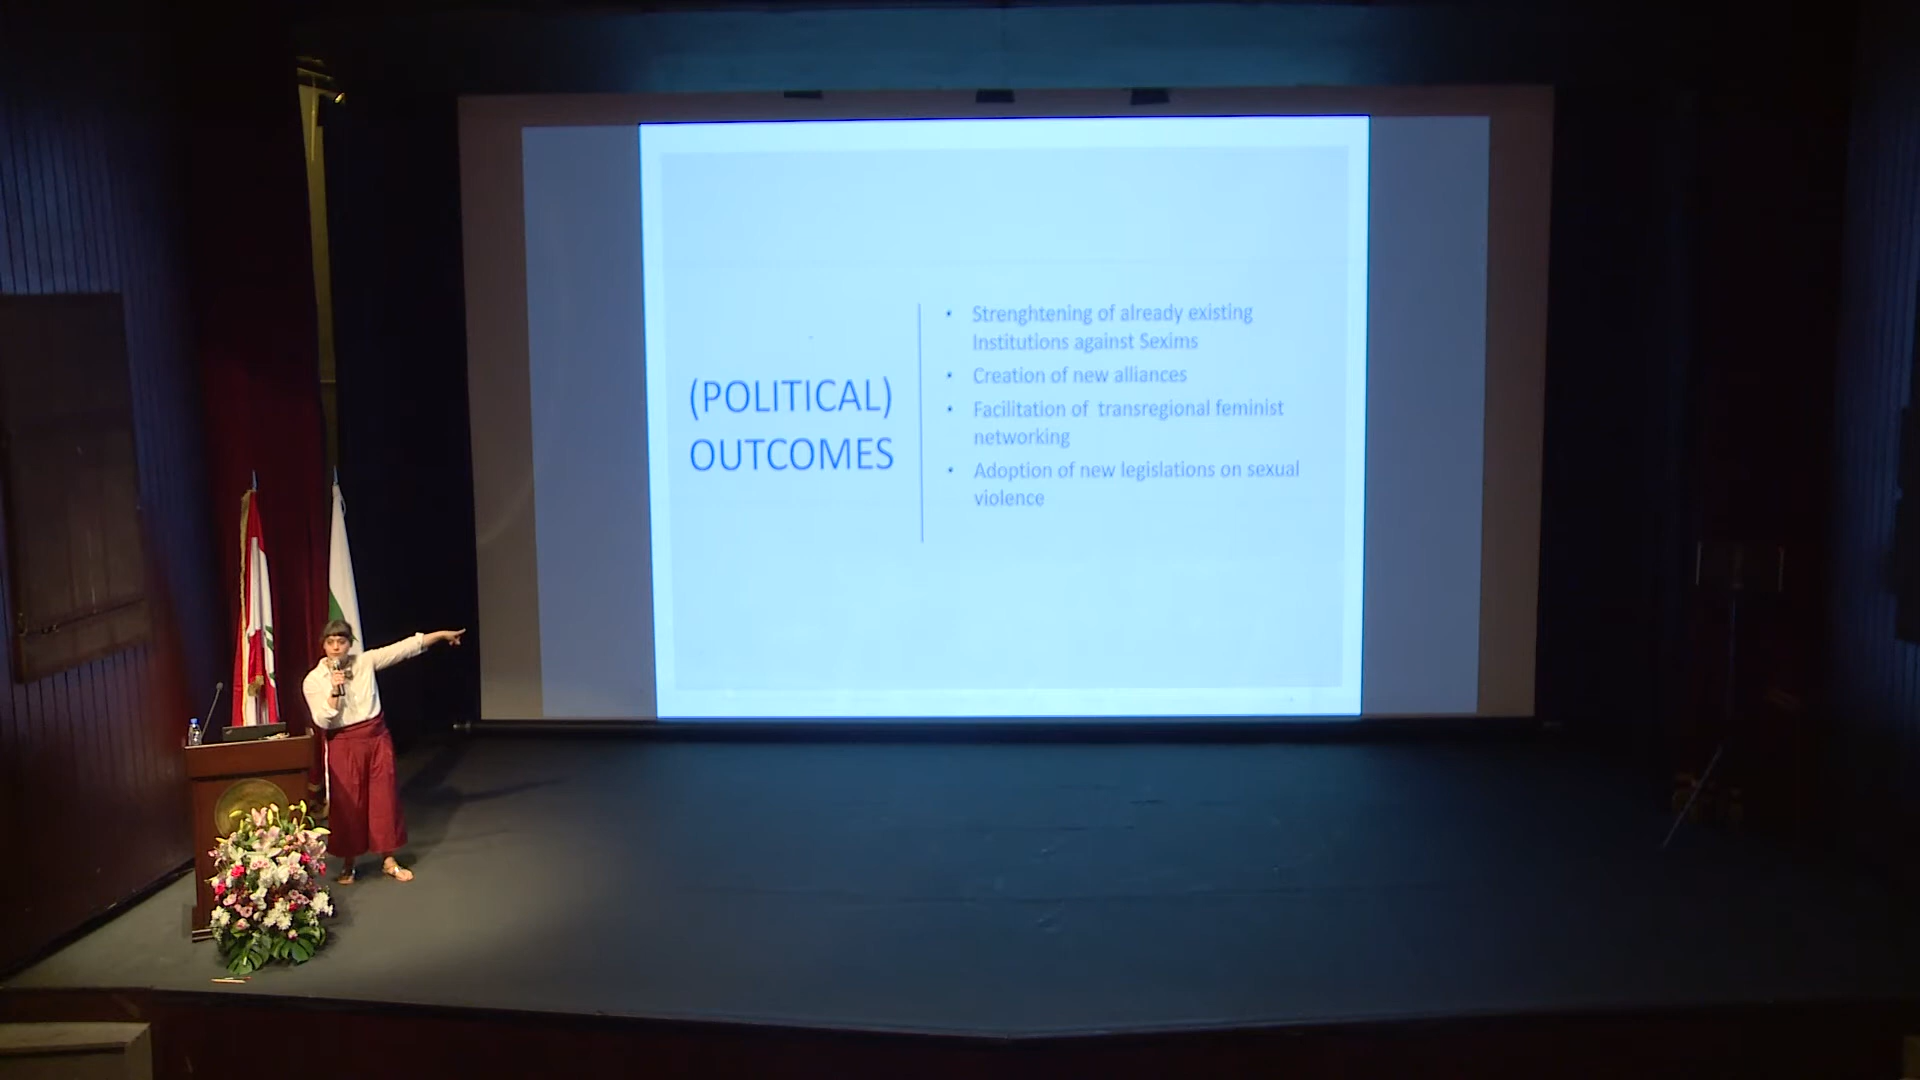 (POLITICAL)
OUTCOMES
• Strenghtening of already existing
Institutions against Sexims
• Creation of new alliances
• Facilitation of transregional feminist
networking
• Adoption of new legislations on sexual
violence